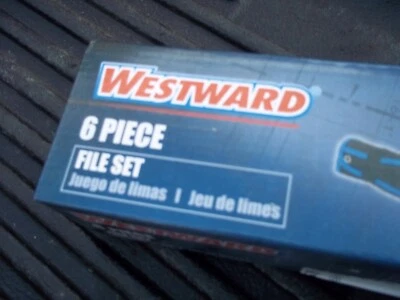 WESTWARD
6 PIECE
FILE SET
Juego de limas | Jeu de limes